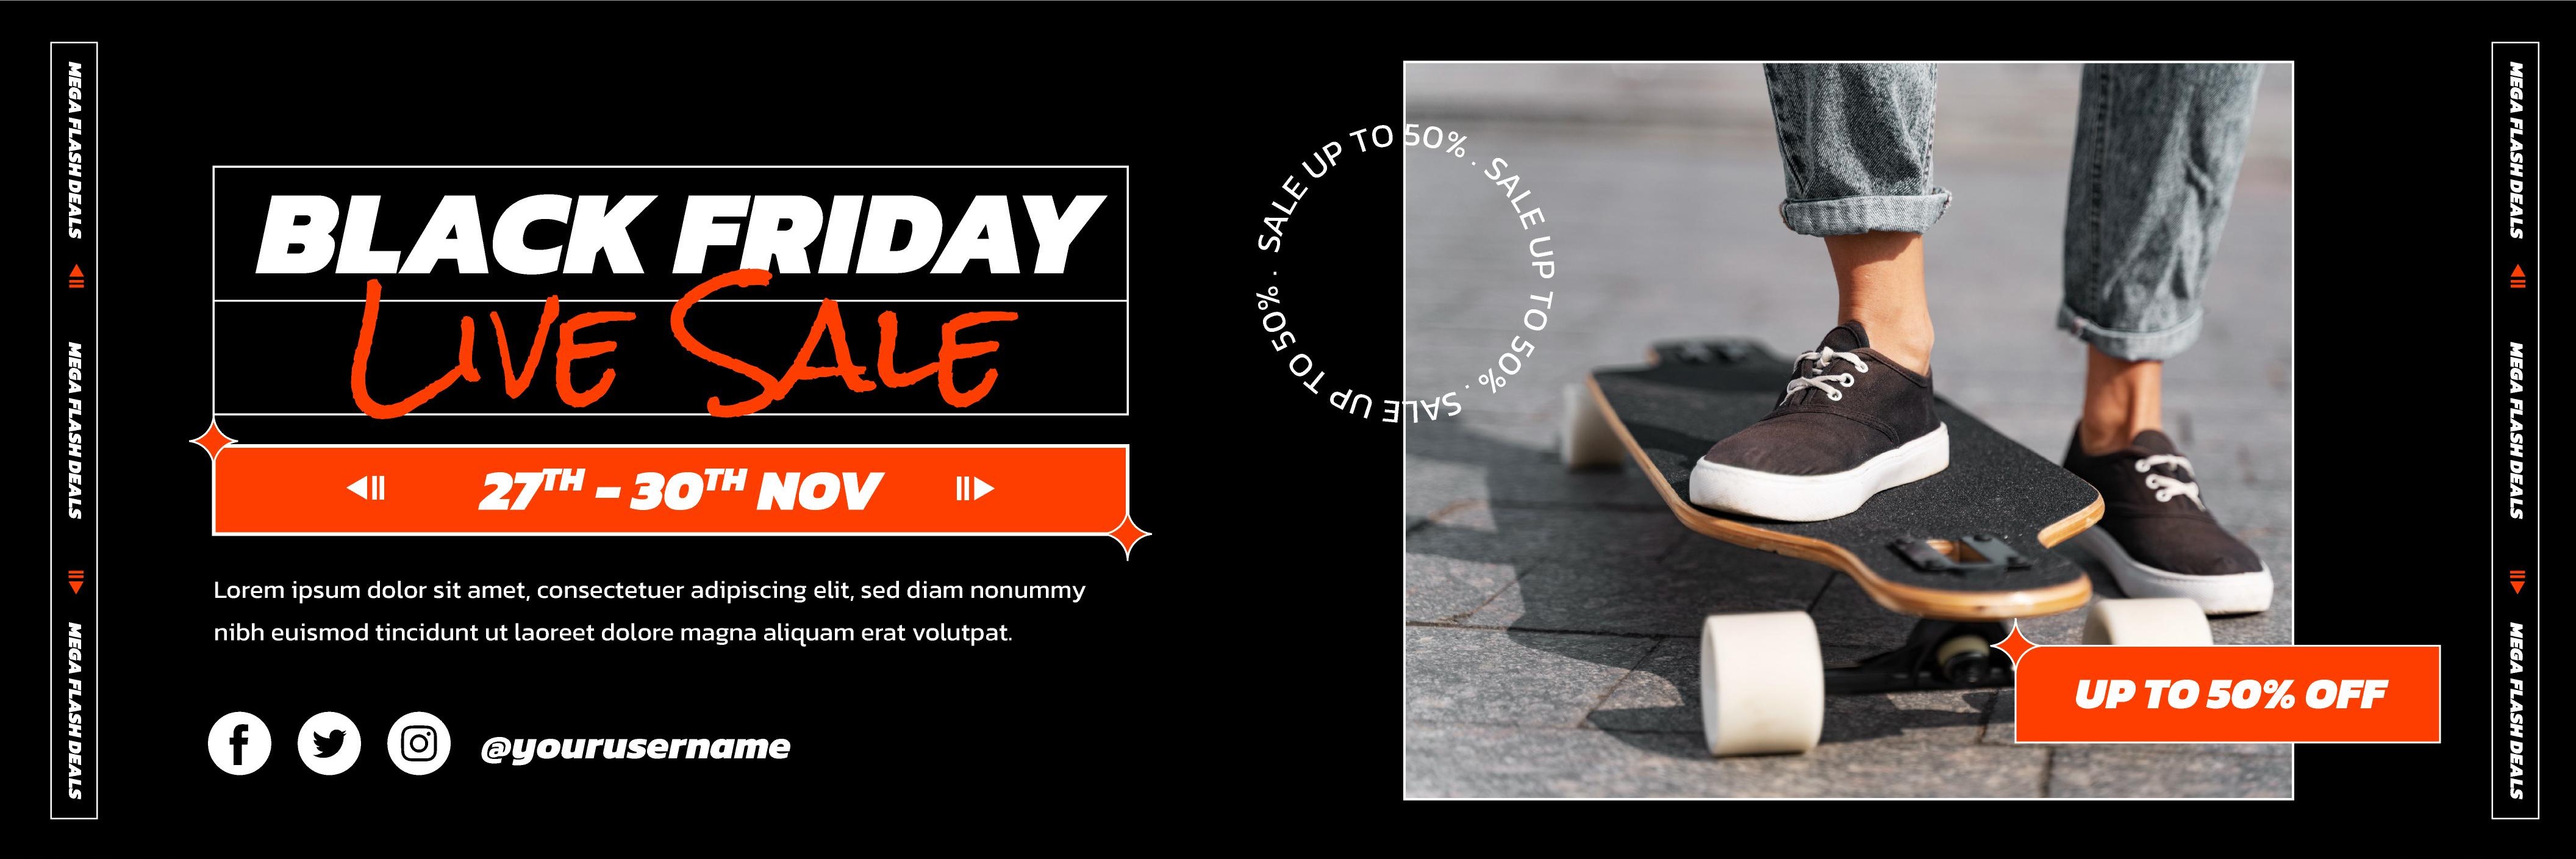 MEGA FLASH DEALS
MEGA FLASH DEALS
MEGA FLASH DEALS
BLACK FRIDAY
LIVE SALE
27TH - 30TH NOV
Lorem ipsum dolor sit amet, consectetuer adipiscing elit, sed diam nonummy
nibh euismod tincidunt ut laoreet dolore magna aliquam erat volutpat.
@yourusername
SALE UP TO 50% . SALE UP TO 50% . SALE UP TO 50% .
UP TO 50% OFF
MEGA FLASH DEALS
MEGA FLASH DEALS
MEGA FLASH DEALS